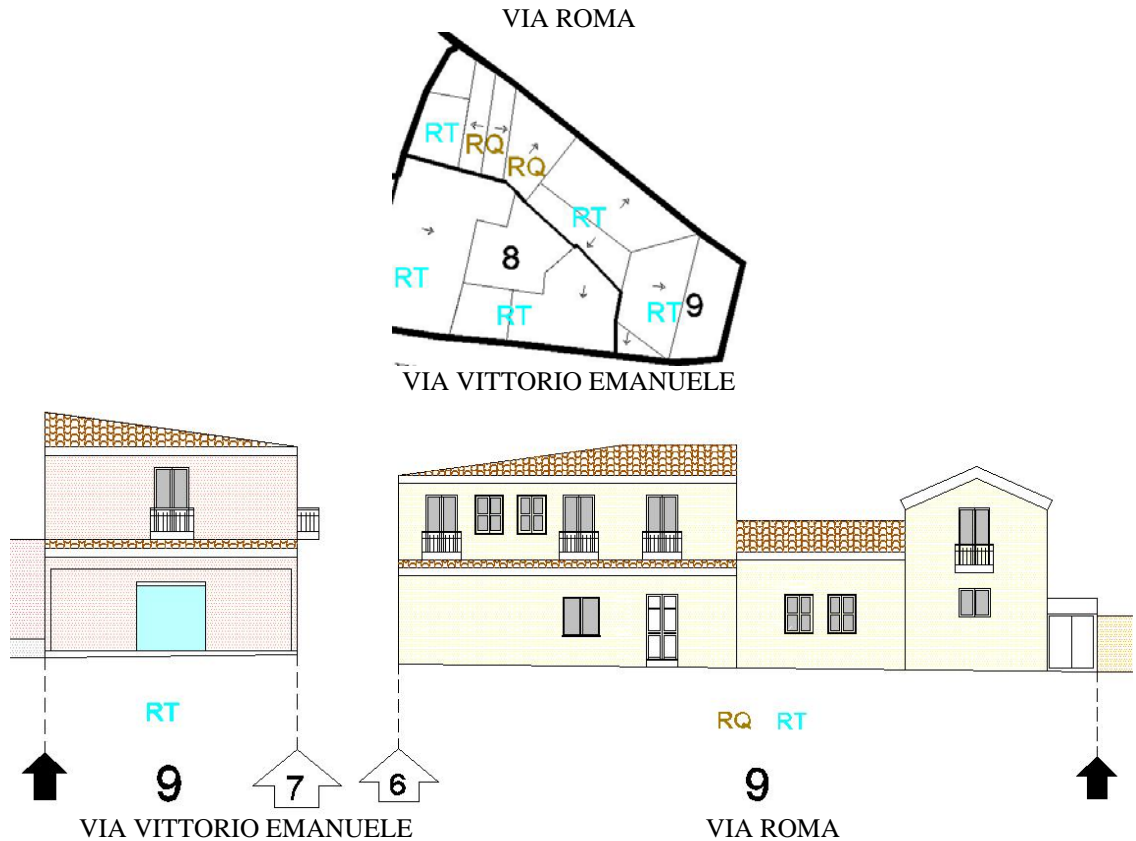 VIA ROMA
RT RQ
RQ
RT
8
RT
RT
RT 9
VIA VITTORIO EMANUELE
RT
RQ RT
9 7 6 9
VIA VITTORIO EMANUELE VIA ROMA